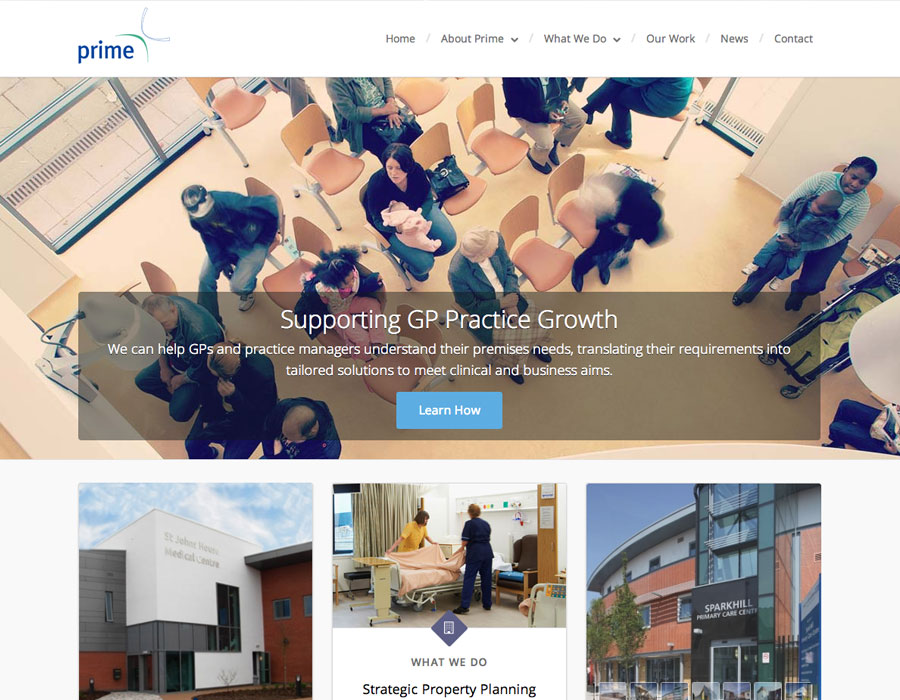 prime
Home / About Prime / What We Do / Our Work / News / Contact
Supporting GP Practice Growth
We can help GPs and practice managers understand their premises needs, translating their requirements into
tailored solutions to meet clinical and business aims.
Learn How
St Johns House
Medical Centre
SPARKHILL
PRIMARY CARE CENT
WHAT WE DO
Strategic Property Planning